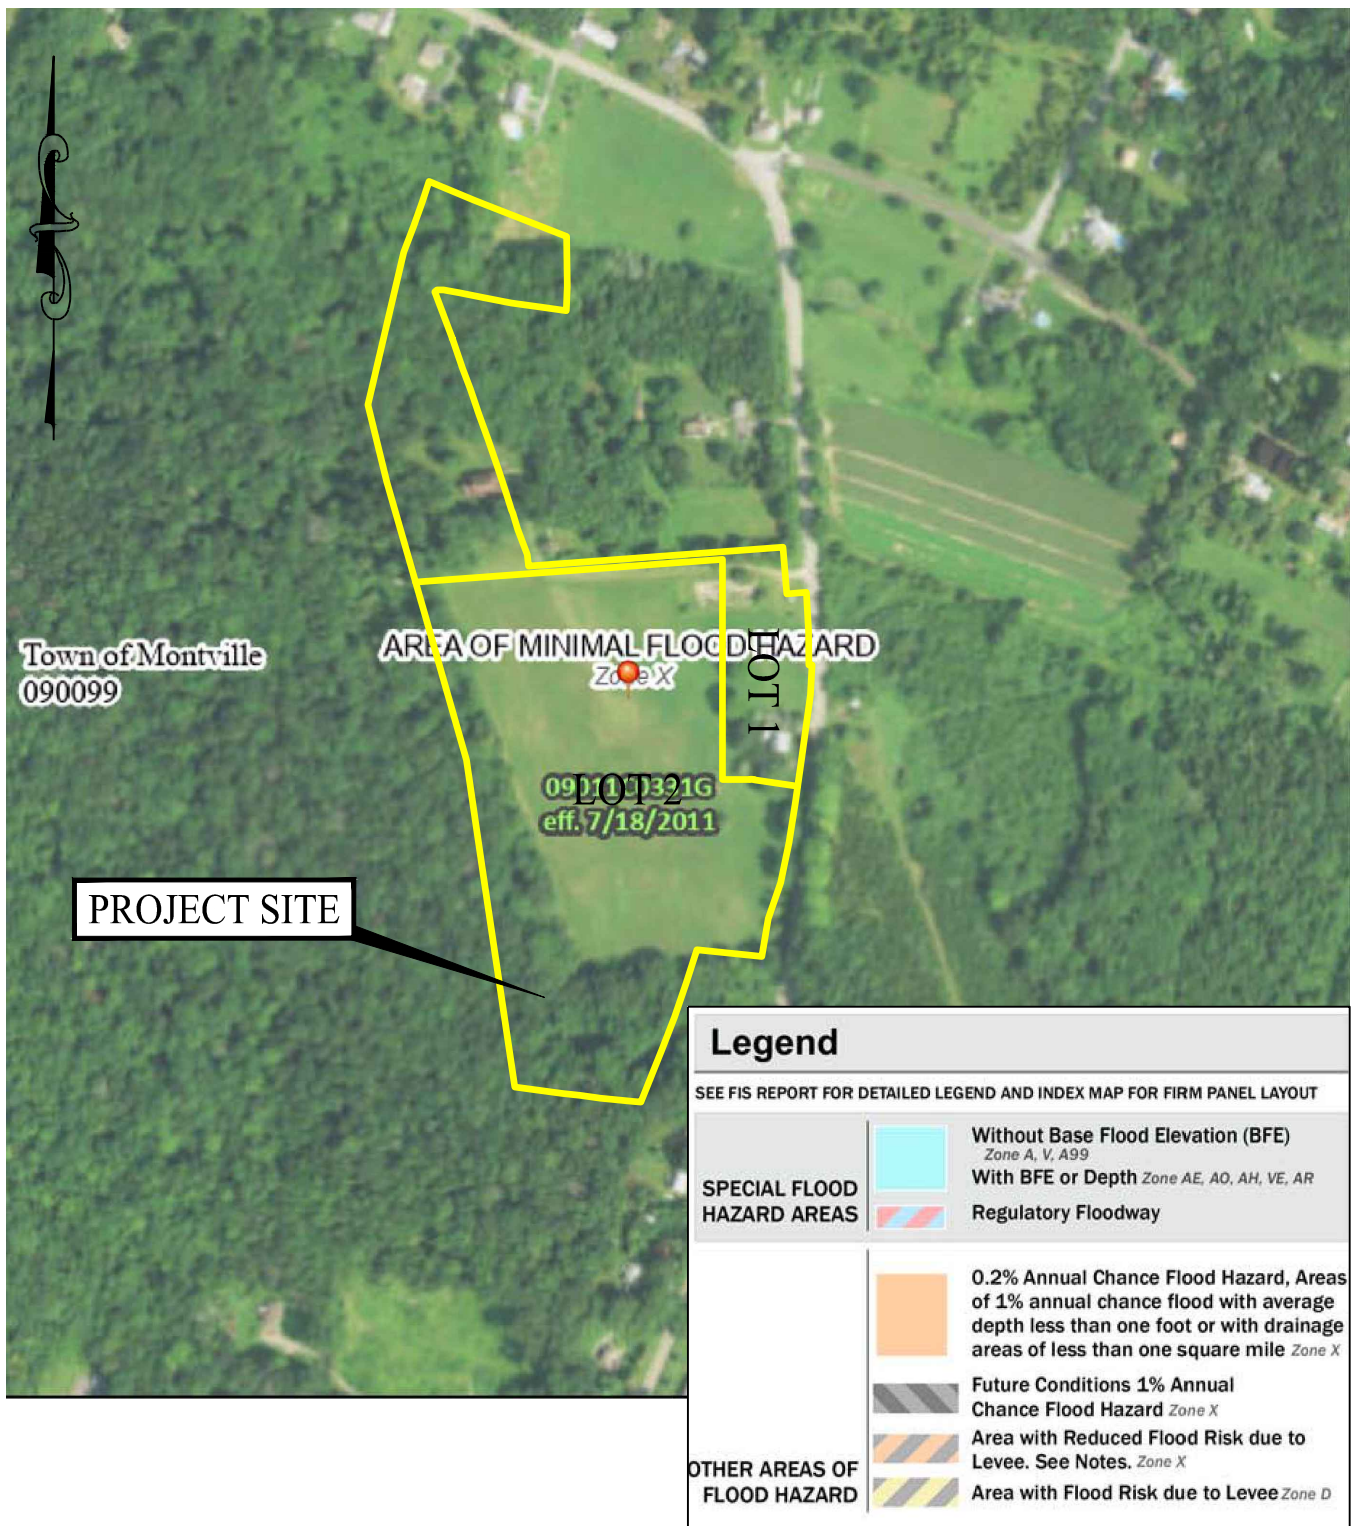 AREA OF MINIMAL FLOOD HAZARD
Zone X
Town of Montville
090099
LOT 1
LOT 2
09011C0331G
eff. 7/18/2011
PROJECT SITE
Legend
SEE FIS REPORT FOR DETAILED LEGEND AND INDEX MAP FOR FIRM PANEL LAYOUT
SPECIAL FLOOD
HAZARD AREAS
Without Base Flood Elevation (BFE)
Zone A, V, A99
With BFE or Depth Zone AE, AO, AH, VE, AR
Regulatory Floodway
OTHER AREAS OF
FLOOD HAZARD
0.2% Annual Chance Flood Hazard, Areas
of 1% annual chance flood with average
depth less than one foot or with drainage
areas of less than one square mile Zone X
Future Conditions 1% Annual
Chance Flood Hazard Zone X
Area with Reduced Flood Risk due to
Levee. See Notes. Zone X
Area with Flood Risk due to Levee Zone D